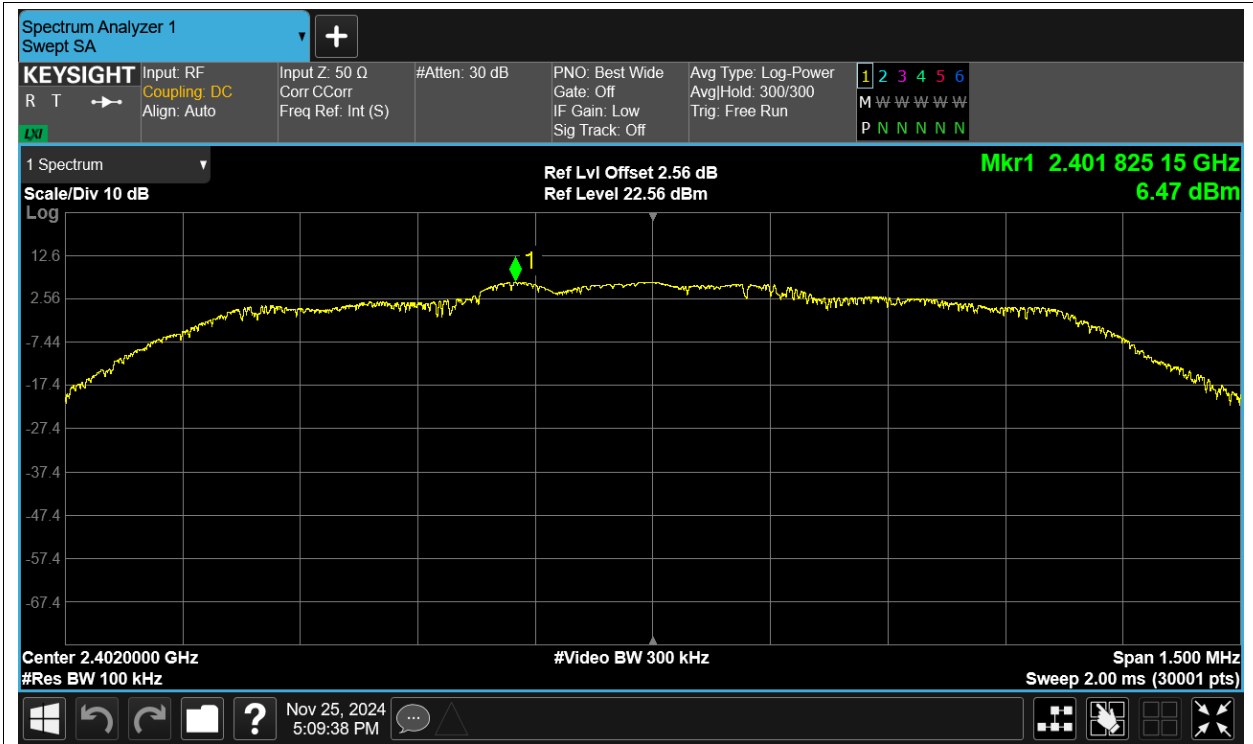 Spectrum Analyzer 1
Swept SA
KEYSIGHT
R T
LXI
Input: RF
Coupling: DC
Align: Auto
Input Z: 50 Ω
Corr CCorr
Freq Ref: Int (S)
#Atten: 30 dB
PNO: Best Wide
Gate: Off
IF Gain: Low
Sig Track: Off
Avg Type: Log-Power
Avg|Hold: 300/300
Trig: Free Run
1 2 3 4 5 6
M W W W W W
P N N N N N
1 Spectrum
Scale/Div 10 dB
Ref Lvl Offset 2.56 dB
Ref Level 22.56 dBm
Mkr1 2.401 825 15 GHz
6.47 dBm
Log
12.6
2.56
-7.44
-17.4
-27.4
-37.4
-47.4
-57.4
-67.4
1
Center 2.4020000 GHz
#Video BW 300 kHz
Span 1.500 MHz
#Res BW 100 kHz
Sweep 2.00 ms (30001 pts)
?
Nov 25, 2024
5:09:38 PM